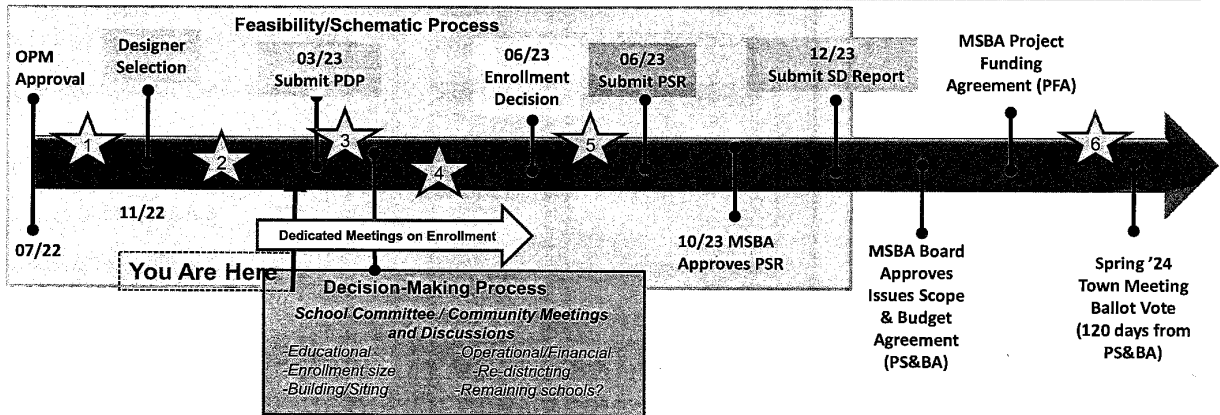 Feasibility/Schematic Process
OPM
Approval
Designer
Selection
03/23
Submit PDP
06/23
Enrollment
Decision
06/23
Submit PSR
12/23
Submit SD Report
MSBA Project
Funding
Agreement (PFA)
1
2
3
4
5
6
07/22
11/22
You Are Here
Dedicated Meetings on Enrollment
10/23 MSBA
Approves PSR
MSBA Board
Approves
Issues Scope
& Budget
Agreement
(PS&BA)
Spring '24
Town Meeting
Ballot Vote
(120 days from
PS&BA)
Decision-Making Process
School Committee / Community Meetings
and Discussions
-Educational
-Enrollment size
-Building/Siting
-Operational/Financial
-Re-districting
-Remaining schools?